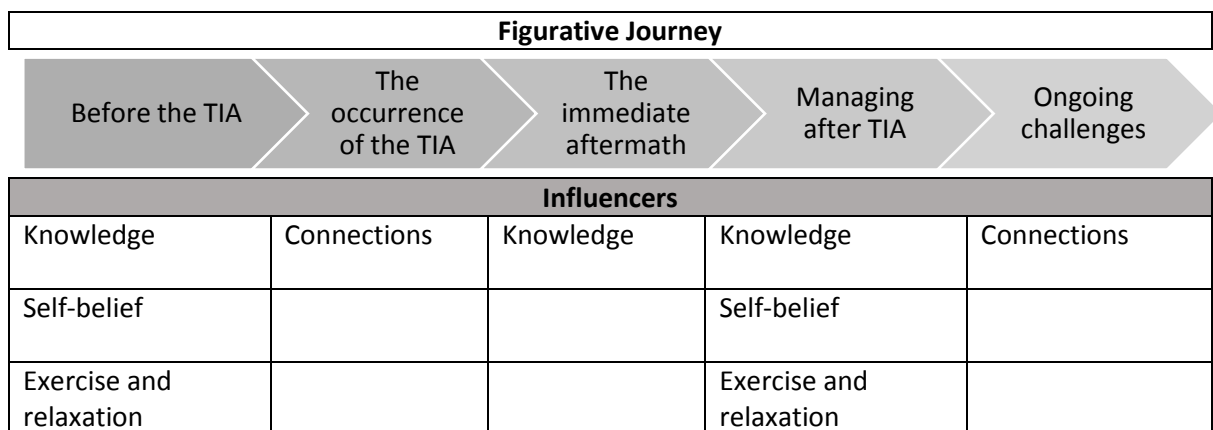 Figurative Journey
Before the TIA
The
occurrence
of the TIA
The
immediate
aftermath
Managing
after TIA
Ongoing
challenges
Influencers
Knowledge
Connections
Knowledge
Knowledge
Connections
Self-belief
Self-belief
Exercise and
relaxation
Exercise and
relaxation